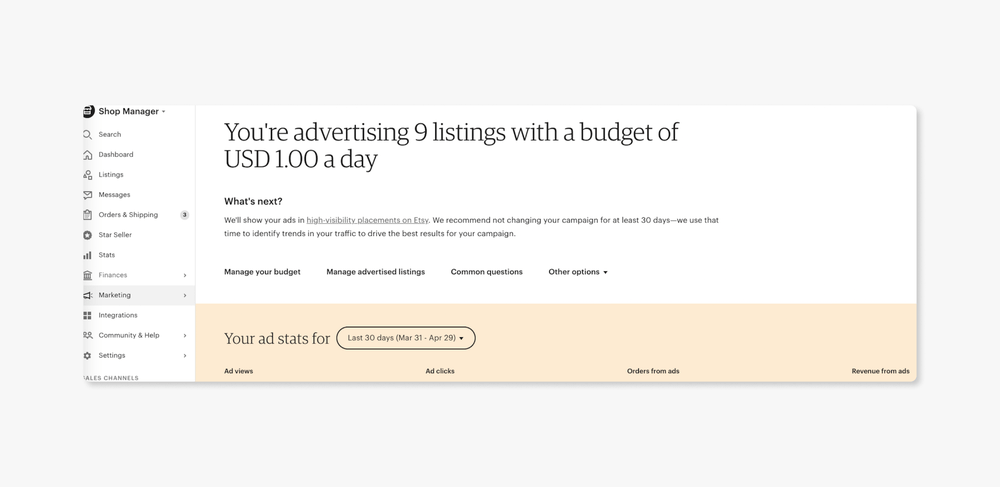 Shop Manager
Search
Dashboard
Listings
Messages
Orders & Shipping 3
Star Seller
Stats
Finances
Marketing
Integrations
Community & Help
Settings
ALES CHANNELS
You're advertising 9 listings with a budget of
USD 1.00 a day
What's next?
We'll show your ads in high-visibility placements on Etsy. We recommend not changing your campaign for at least 30 days—we use that
time to identify trends in your traffic to drive the best results for your campaign.
Manage your budget Manage advertised listings Common questions Other options
Your ad stats for Last 30 days (Mar 31 - Apr 29)
Ad views Ad clicks Orders from ads Revenue from ads